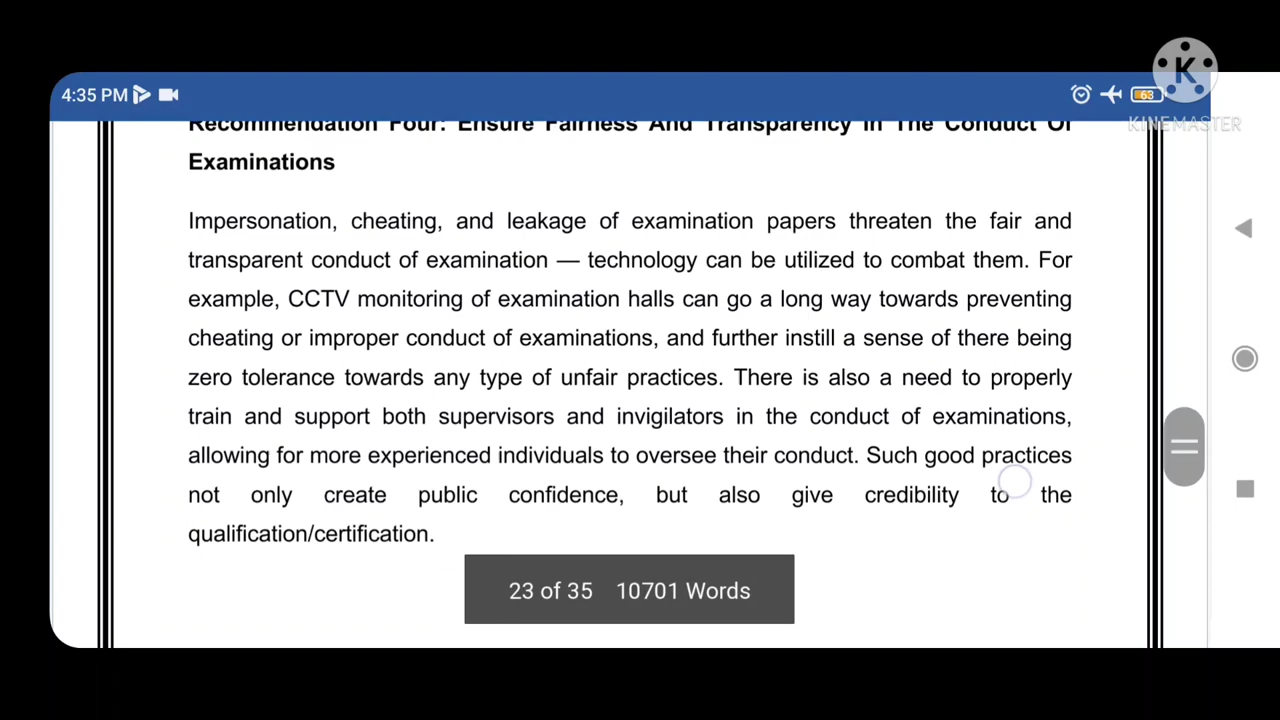 4:35 PM
63
K
KINEMASTER
Recommendation Four: Ensure Fairness And Transparency In The Conduct Of
Examinations
Impersonation, cheating, and leakage of examination papers threaten the fair and
transparent conduct of examination — technology can be utilized to combat them. For
example, CCTV monitoring of examination halls can go a long way towards preventing
cheating or improper conduct of examinations, and further instill a sense of there being
zero tolerance towards any type of unfair practices. There is also a need to properly
train and support both supervisors and invigilators in the conduct of examinations,
allowing for more experienced individuals to oversee their conduct. Such good practices
not only create public confidence, but also give credibility to the
qualification/certification.
23 of 35 10701 Words